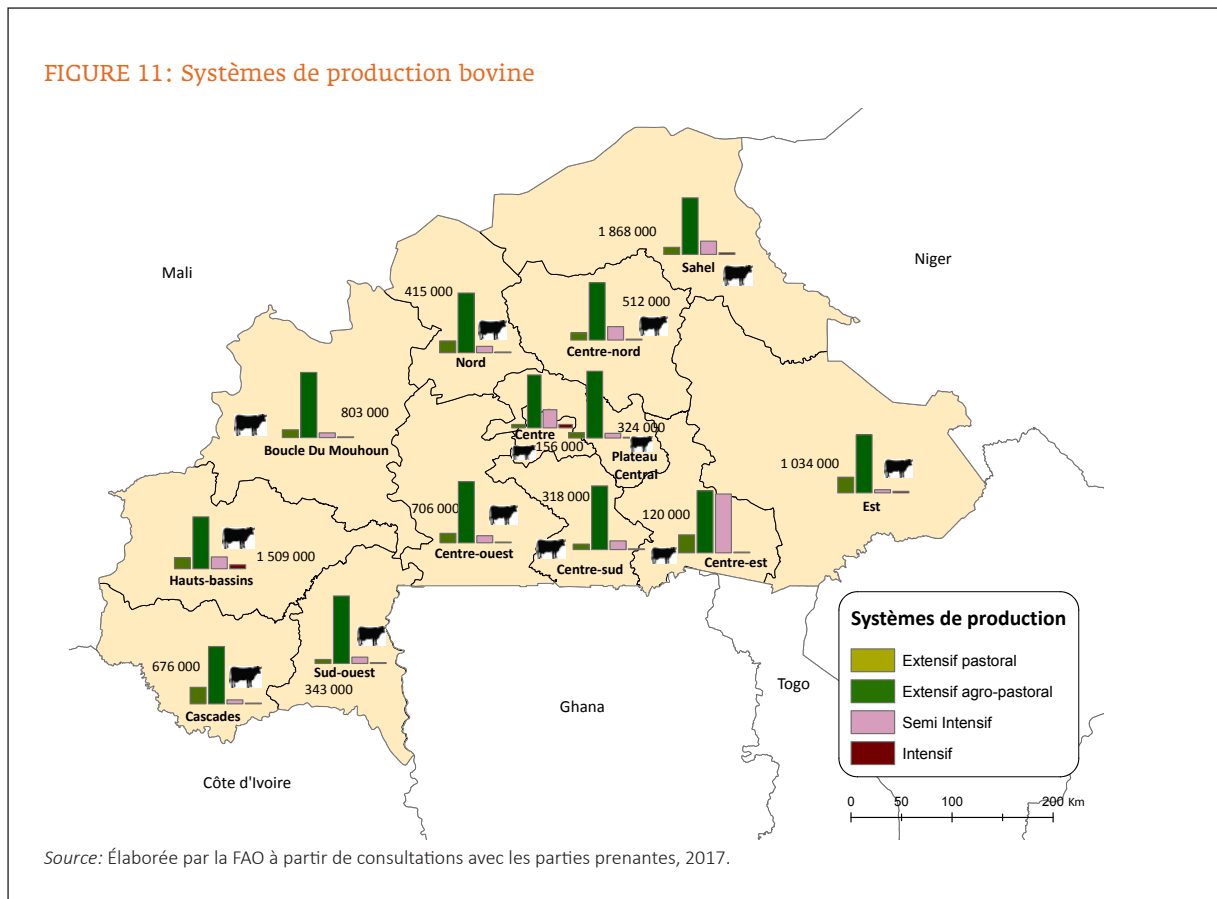 FIGURE 11: Systèmes de production bovine
1 868 000
Sahel
Mali
Niger
415 000
Nord
512 000
Centre-nord
803 000
Boucle Du Mouhoun
Centre
156 000
324 000
Plateau
Central
1 034 000
Est
706 000
Centre-ouest
318 000
Centre-sud
120 000
Centre-est
1 509 000
Hauts-bassins
676 000
Cascades
Sud-ouest
343 000
Ghana
Togo
Côte d'Ivoire
Systèmes de production
Extensif pastoral
Extensif agro-pastoral
Semi Intensif
Intensif
0 50 100 200 Km
Source: Élaborée par la FAO à partir de consultations avec les parties prenantes, 2017.